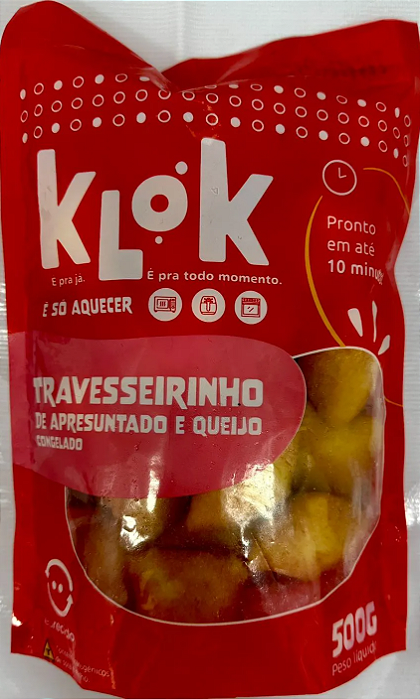 KLOK
E pra já.
É pra todo momento.
É SÓ AQUECER
Pronto
em até
10 minutos
TRAVESSEIRINHO
DE APRESUNTADO E QUEIJO
CONGELADO
500G
Peso líquido